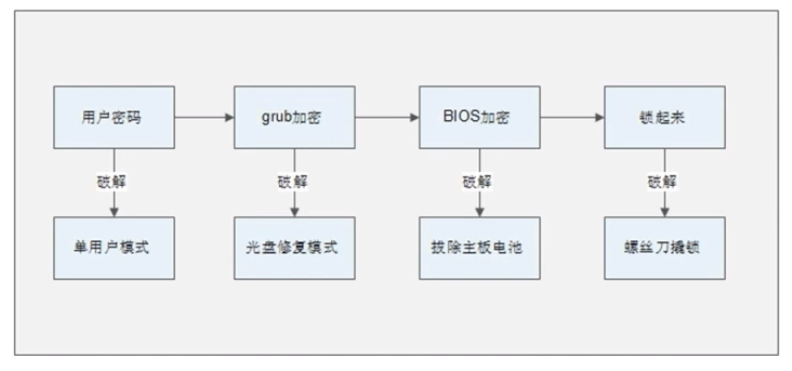 用户密码
grub加密
BIOS加密
锁起来
破解
破解
破解
破解
单用户模式
光盘修复模式
拔除主板电池
螺丝刀撬锁